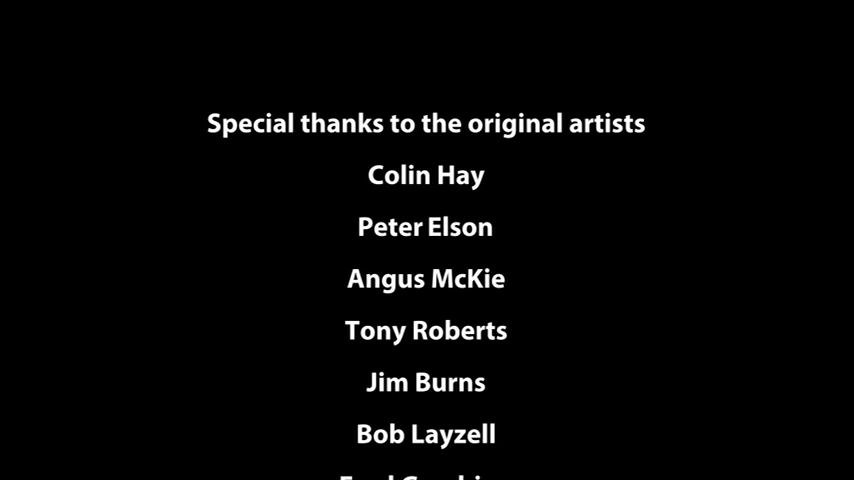 Special thanks to the original artists
Colin Hay
Peter Elson
Angus McKie
Tony Roberts
Jim Burns
Bob Layzell